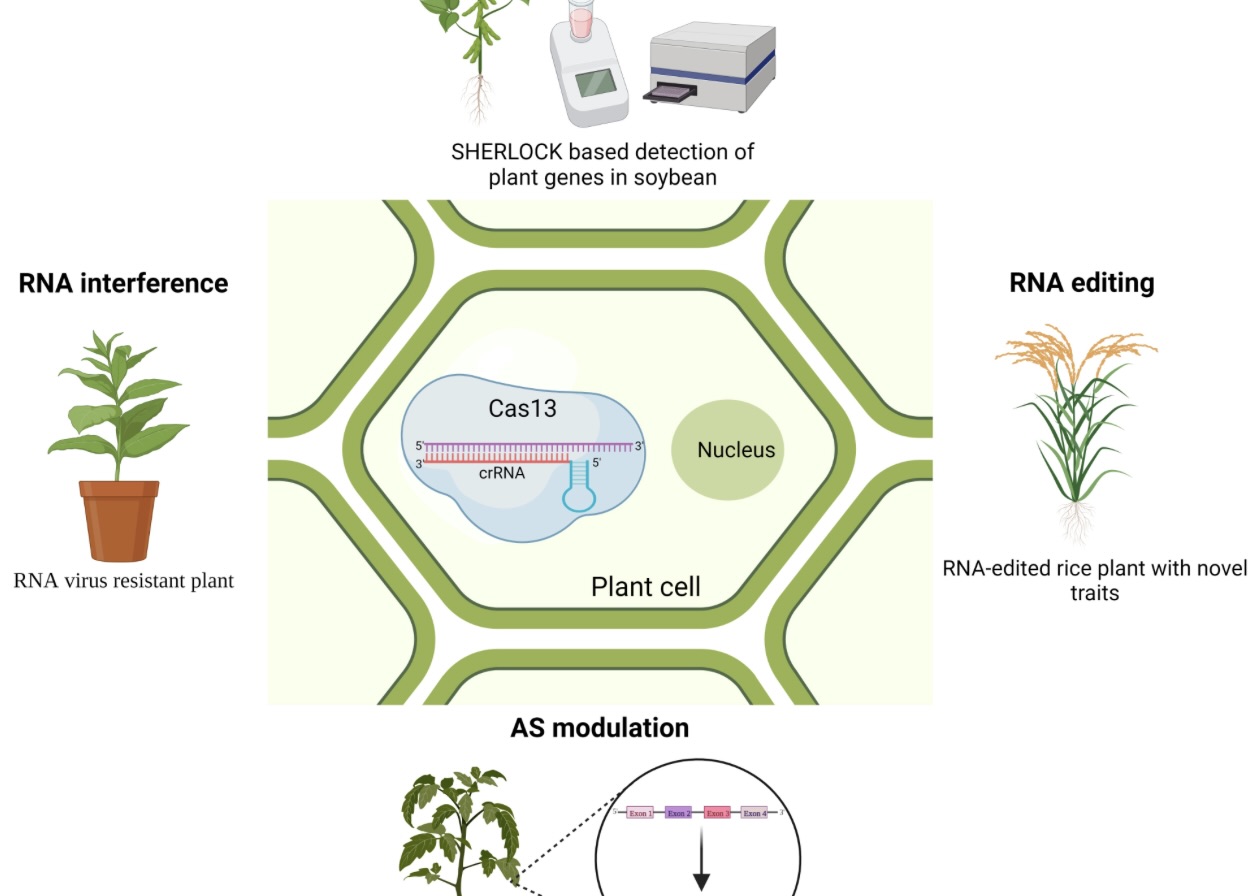 SHERLOCK based detection of
plant genes in soybean
RNA interference
RNA editing
Cas13
5'
3'
3'
5'
crRNA
Nucleus
RNA virus resistant plant
RNA-edited rice plant with novel
traits
Plant cell
AS modulation
5' Exon 1 Exon 2 Exon 3 Exon 4 3'